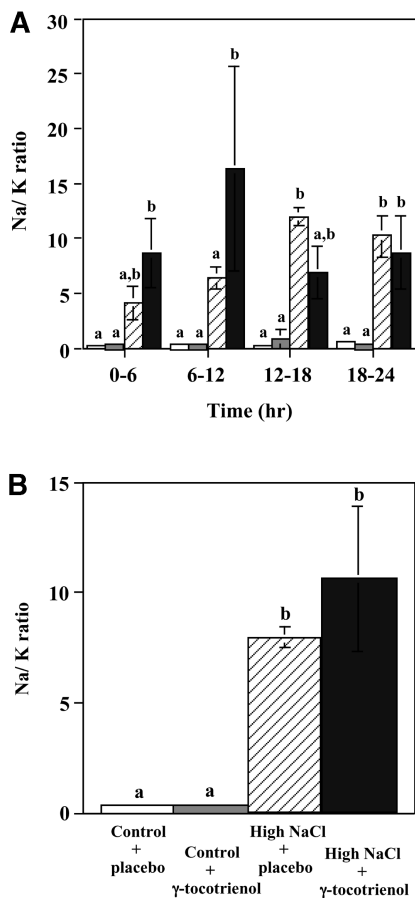 A
Na/ K ratio
30
25
20
15
10
5
0
a
a
a,b
b
a
a
a
b
a
a
b
a,b
a
a
b
b
0-6
6-12
12-18
18-24
Time (hr)
B
Na/ K ratio
15
10
5
0
a
a
b
b
Control
+
placebo
Control
+
γ-tocotrienol
High NaCl
+
placebo
High NaCl
+
γ-tocotrienol